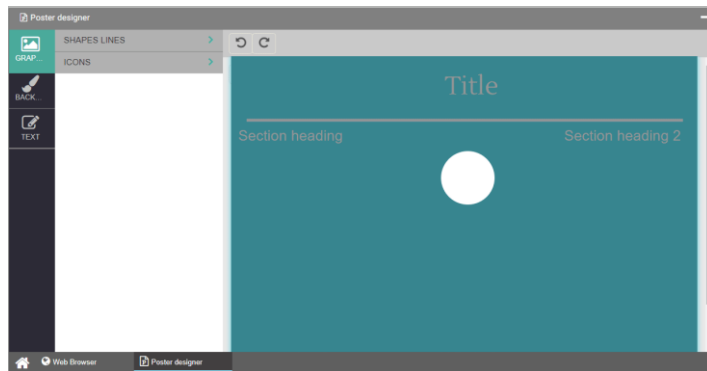 Poster designer
GRAP...
SHAPES LINES
ICONS
BACK...
TEXT
Title
Section heading
Section heading 2
Web Browser
Poster designer